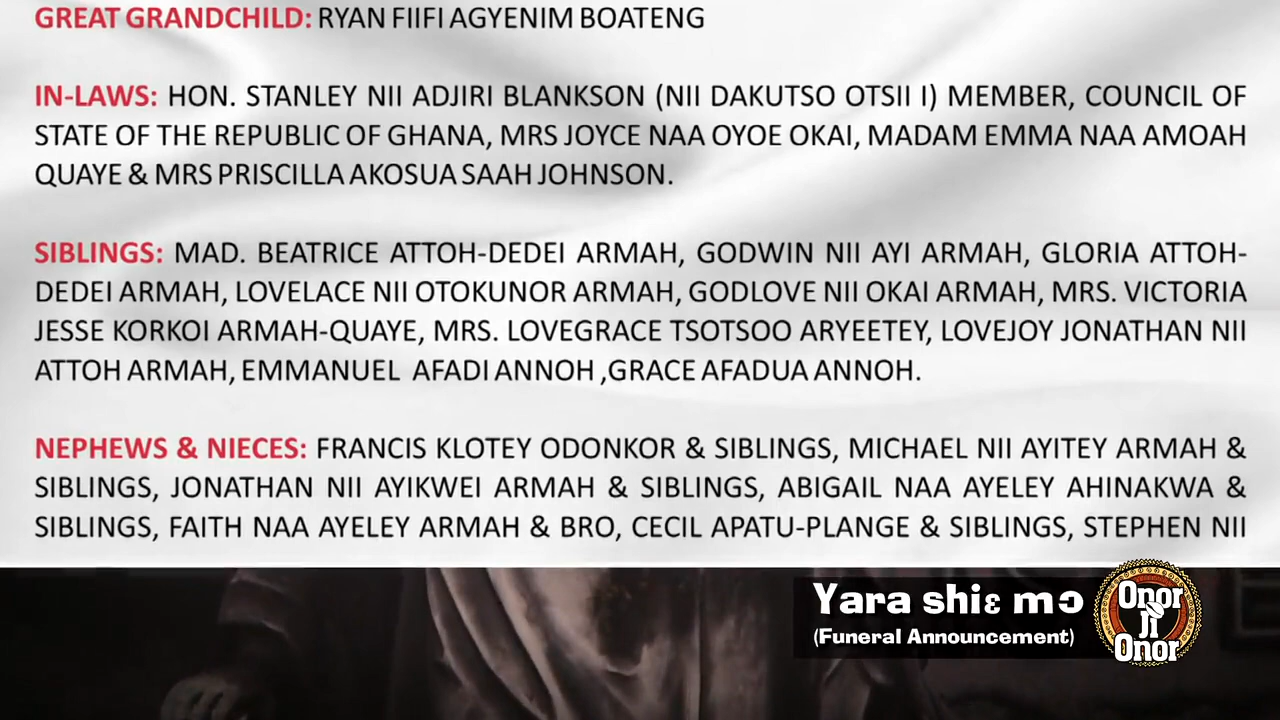 GREAT GRANDCHILD: RYAN FIIFI AGYENIM BOATENG
IN-LAWS: HON. STANLEY NII ADJIRI BLANKSON (NII DAKUTSO OTSII I) MEMBER, COUNCIL OF
STATE OF THE REPUBLIC OF GHANA, MRS JOYCE NAA OYOE OKAI, MADAM EMMA NAA AMOAH
QUAYE & MRS PRISCILLA AKOSUA SAAH JOHNSON.
SIBLINGS: MAD. BEATRICE ATTOH-DEDEI ARMAH, GODWIN NII AYI ARMAH, GLORIA ATTOH-
DEDEI ARMAH, LOVELACE NII OTOKUNOR ARMAH, GODLOVE NII OKAI ARMAH, MRS. VICTORIA
JESSE KORKOI ARMAH-QUAYE, MRS. LOVEGRACE TSOTSOO ARYEETEY, LOVEJOY JONATHAN NII
ATTOH ARMAH, EMMANUEL AFADI ANNOH ,GRACE AFADUA ANNOH.
NEPHEWS & NIECES: FRANCIS KLOTEY ODONKOR & SIBLINGS, MICHAEL NII AYITEY ARMAH &
SIBLINGS, JONATHAN NII AYIKWEI ARMAH & SIBLINGS, ABIGAIL NAA AYELEY AHINAKWA &
SIBLINGS, FAITH NAA AYELEY ARMAH & BRO, CECIL APATU-PLANGE & SIBLINGS, STEPHEN NII
Yara shiɛ mɔ
(Funeral Announcement)
Onor
Ji
Onor